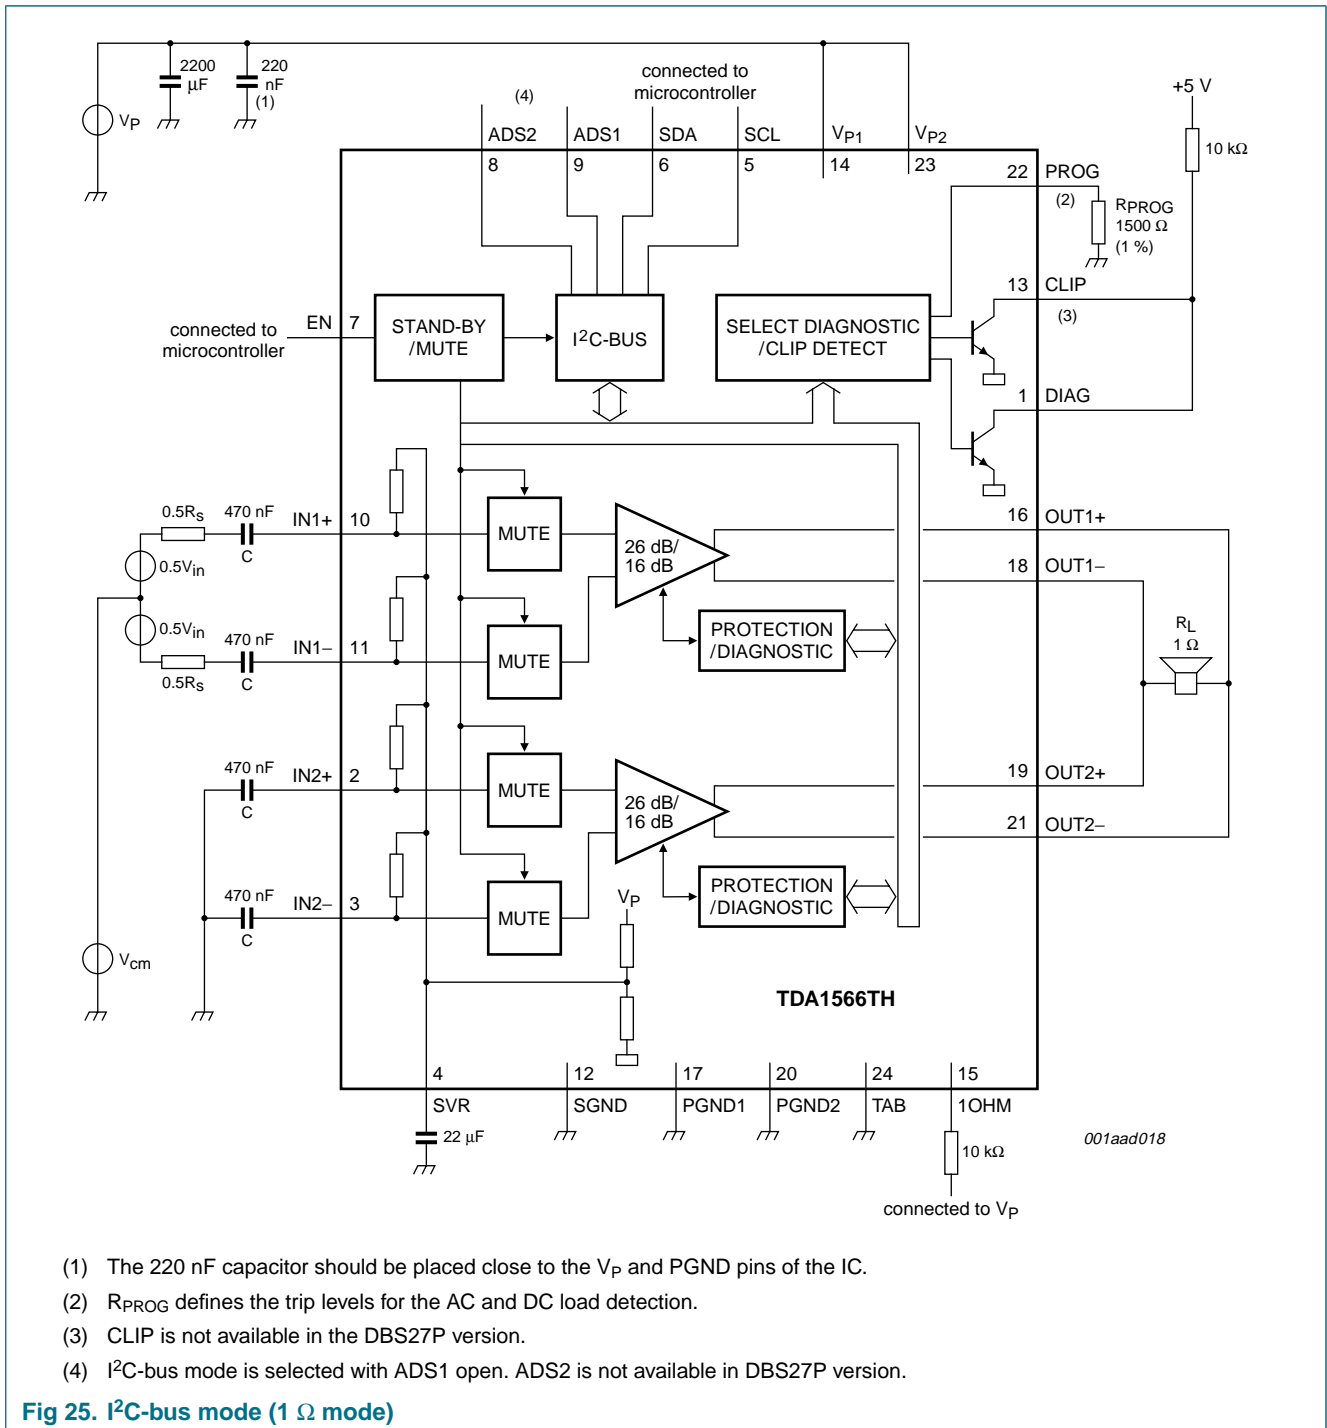 2200 μF
220 nF (1)
VP
(4)
connected to microcontroller
ADS2
ADS1
SDA
SCL
VP1
VP2
8
9
6
5
14
23
+5 V
10 kΩ
22 PROG
(2)
RPROG
1500 Ω
(1 %)
13 CLIP
(3)
connected to microcontroller
EN 7
STAND-BY /MUTE
I²C-BUS
SELECT DIAGNOSTIC /CLIP DETECT
1 DIAG
0.5RS
470 nF
C
IN1+ 10
MUTE
26 dB/ 16 dB
16 OUT1+
0.5Vin
18 OUT1−
0.5Vin
0.5RS
470 nF
C
IN1− 11
MUTE
PROTECTION /DIAGNOSTIC
RL
1 Ω
470 nF
C
IN2+ 2
MUTE
26 dB/ 16 dB
19 OUT2+
21 OUT2−
470 nF
C
IN2− 3
MUTE
PROTECTION /DIAGNOSTIC
VP
Vcm
TDA1566TH
4
12
17
20
24
15
SVR
SGND
PGND1
PGND2
TAB
1OHM
22 μF
10 kΩ
001aad018
connected to VP
(1) The 220 nF capacitor should be placed close to the VP and PGND pins of the IC.
(2) RPROG defines the trip levels for the AC and DC load detection.
(3) CLIP is not available in the DBS27P version.
(4) I²C-bus mode is selected with ADS1 open. ADS2 is not available in DBS27P version.
Fig 25. I²C-bus mode (1 Ω mode)